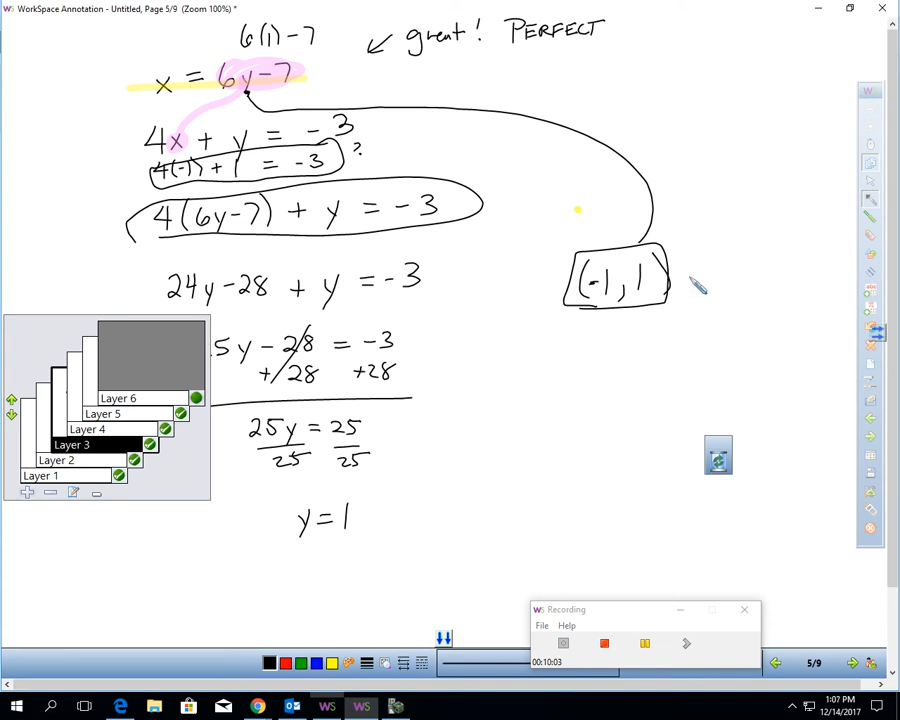 WorkSpace Annotation - Untitled*, Page 5/9 (Zoom 100%) *
6(1) - 7
great! PERFECT
x = 6y-7
4x + y = -3
4(-1) + 1 = -3 ?
4(6y-7) + y = -3
24y-28 + y = -3
(-1, 1)
5y - 28 = -3
+ 28 +28
25y = 25
25 25
y = 1
Layer 6
Layer 5
Layer 4
Layer 3
Layer 2
Layer 1
WS Recording
File Help
00:10:03
5/9
1:07 PM
12/14/2017